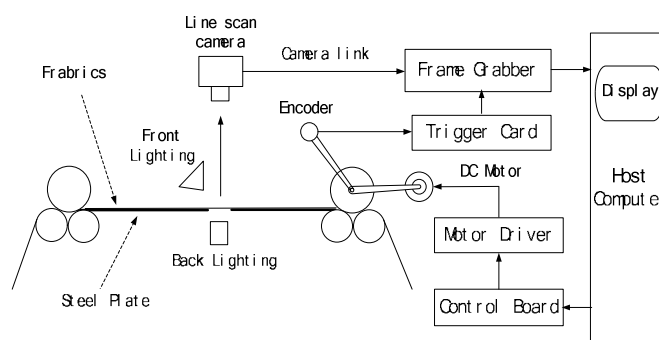 Line scan
camera
Camera link
Frame Grabber
Frabrics
Display
Encoder
Trigger Card
Front
Lighting
DC Motor
Host
Compute
Motor Driver
Back Lighting
Steel Plate
Control Board